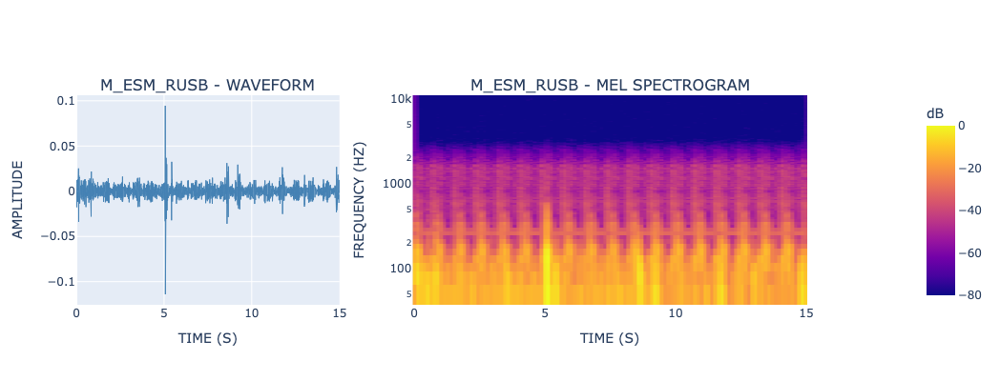 M_ESM_RUSB - WAVEFORM
0.1
0.05
0
−0.05
−0.1
AMPLITUDE
0 5 10 15
TIME (S)
M_ESM_RUSB - MEL SPECTROGRAM
10k
5
2
1000
5
2
100
5
FREQUENCY (HZ)
0 5 10 15
TIME (S)
dB
0
−20
−40
−60
−80